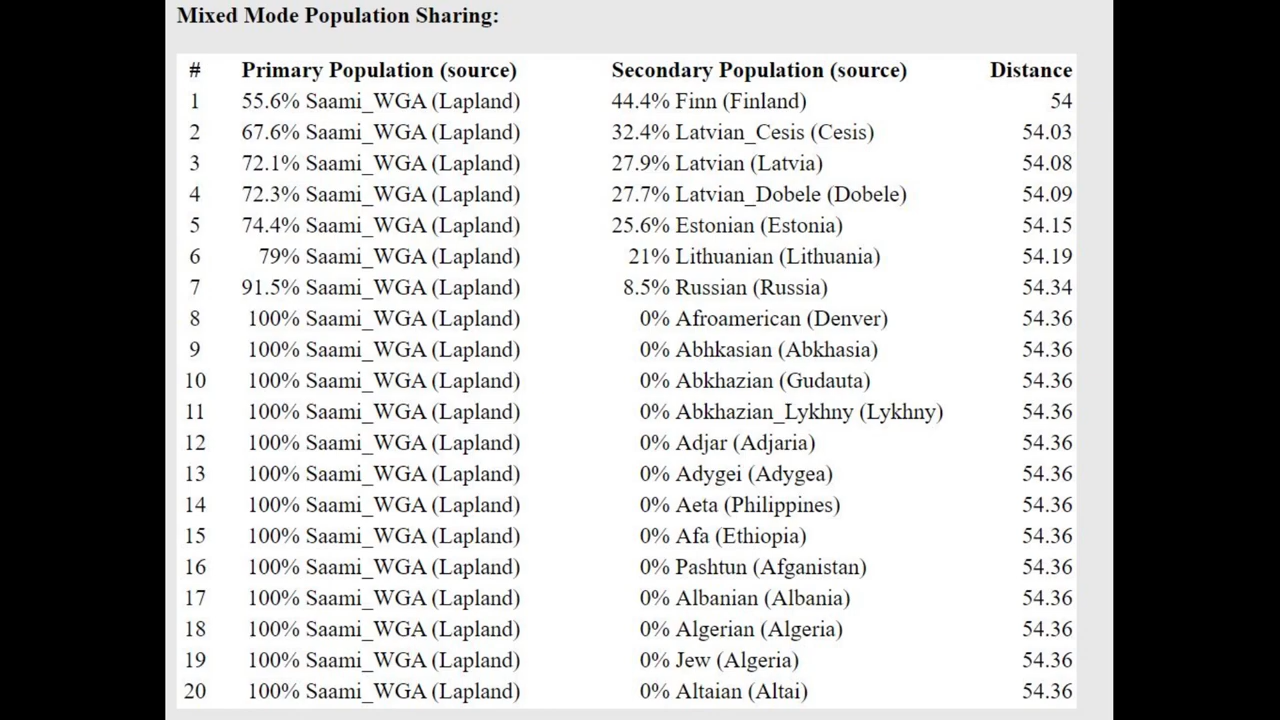 Mixed Mode Population Sharing:
# Primary Population (source) Secondary Population (source) Distance
1 55.6% Saami_WGA (Lapland) 44.4% Finn (Finland) 54
2 67.6% Saami_WGA (Lapland) 32.4% Latvian_Cesis (Cesis) 54.03
3 72.1% Saami_WGA (Lapland) 27.9% Latvian (Latvia) 54.08
4 72.3% Saami_WGA (Lapland) 27.7% Latvian_Dobele (Dobele) 54.09
5 74.4% Saami_WGA (Lapland) 25.6% Estonian (Estonia) 54.15
6 79% Saami_WGA (Lapland) 21% Lithuanian (Lithuania) 54.19
7 91.5% Saami_WGA (Lapland) 8.5% Russian (Russia) 54.34
8 100% Saami_WGA (Lapland) 0% Afroamerican (Denver) 54.36
9 100% Saami_WGA (Lapland) 0% Abhkasian (Abkhasia) 54.36
10 100% Saami_WGA (Lapland) 0% Abkhazian (Gudauta) 54.36
11 100% Saami_WGA (Lapland) 0% Abkhazian_Lykhny (Lykhny) 54.36
12 100% Saami_WGA (Lapland) 0% Adjar (Adjaria) 54.36
13 100% Saami_WGA (Lapland) 0% Adygei (Adygea) 54.36
14 100% Saami_WGA (Lapland) 0% Aeta (Philippines) 54.36
15 100% Saami_WGA (Lapland) 0% Afa (Ethiopia) 54.36
16 100% Saami_WGA (Lapland) 0% Pashtun (Afganistan) 54.36
17 100% Saami_WGA (Lapland) 0% Albanian (Albania) 54.36
18 100% Saami_WGA (Lapland) 0% Algerian (Algeria) 54.36
19 100% Saami_WGA (Lapland) 0% Jew (Algeria) 54.36
20 100% Saami_WGA (Lapland) 0% Altaian (Altai) 54.36